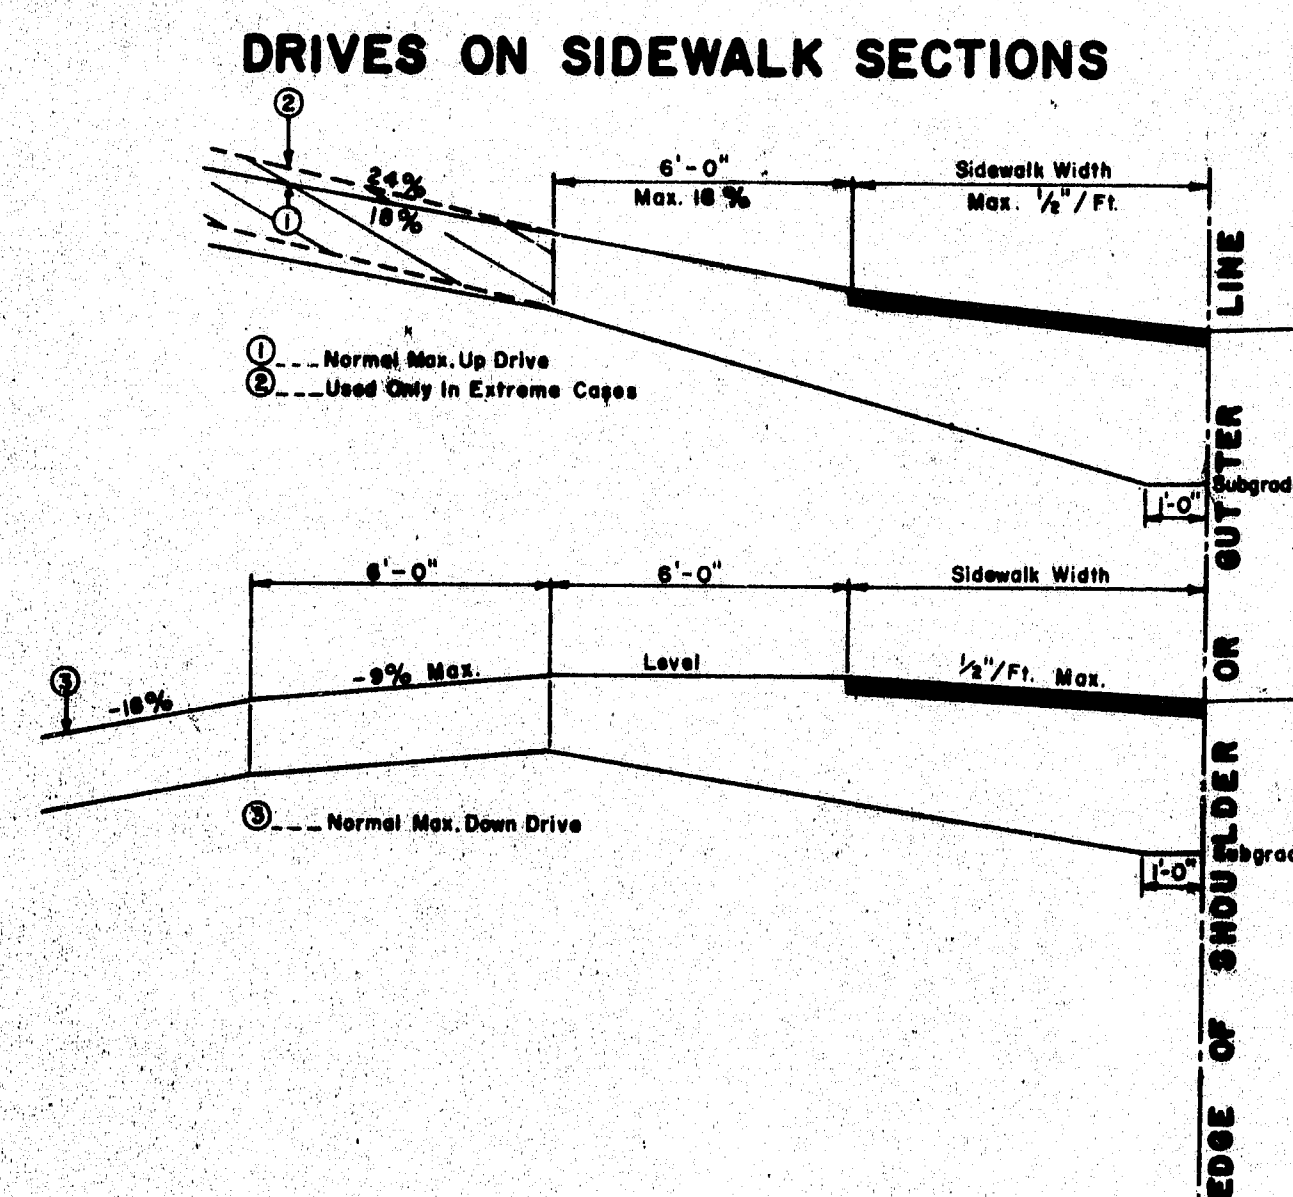 DRIVES ON SIDEWALK SECTIONS
2
24%
18%
1
6'-0"
Max. 18%
Sidewalk Width
Max. 1/2"/Ft.
1 --- Normal Max. Up Drive
2 --- Used Only In Extreme Cases
1'-0"
Subgrad
6'-0"
6'-0"
Sidewalk Width
3
-18%
-9% Max.
Level
1/2"/Ft. Max.
3 --- Normal Max. Down Drive
1'-0"
Subgrad
EDGE OF SHOULDER OR GUTTER LINE